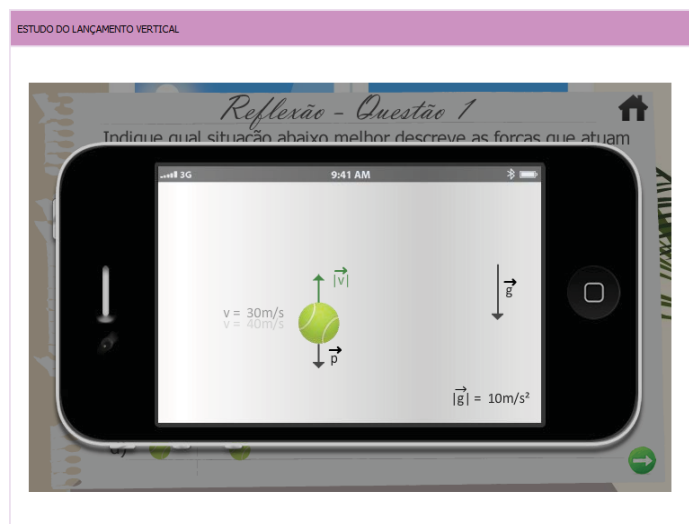 ESTUDO DO LANÇAMENTO VERTICAL
Reflexão - Questão 1
Indique qual situação abaixo melhor descreve as forças que atuam
3G 9:41 AM
|v|
g
v = 30m/s
v = 40m/s
p
|g| = 10m/s²